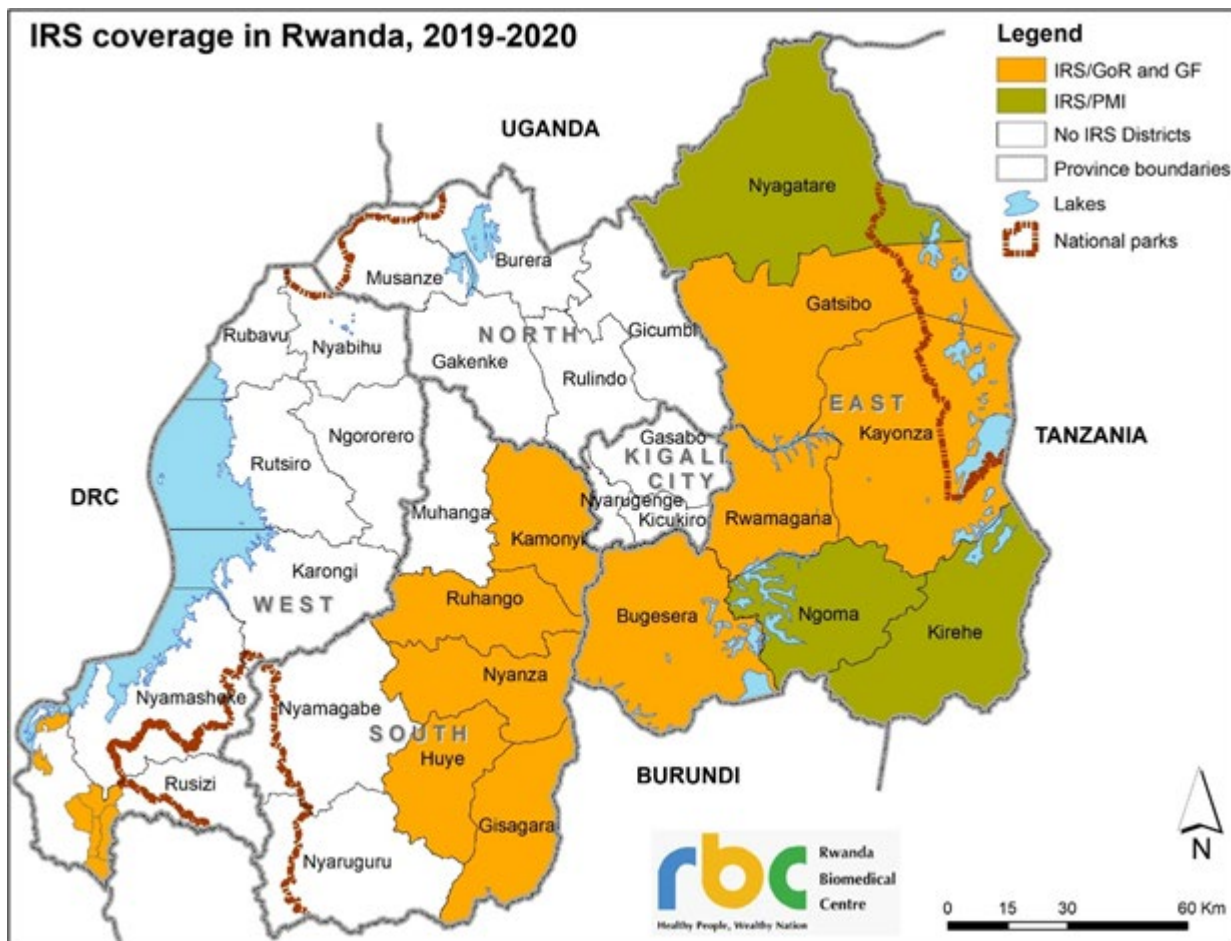 IRS coverage in Rwanda, 2019-2020
Legend
IRS/GoR and GF
IRS/PMI
No IRS Districts
Province boundaries
Lakes
National parks
UGANDA
Nyagatare
Burera
Musanze
Gatsibo
Rubavu
Nyabihu
NORTH
Gicumbi
Gakenke
Rulindo
EAST
Ngororero
Gasabo
Kayonza
TANZANIA
KIGALI
CITY
Rutsiro
DRC
Muhanga
Nyarugenge
Kicukiro
Rwamagana
Kamonyi
Karongi
WEST
Ruhango
Bugesera
Ngoma
Kirehe
Nyanza
Nyamasheke
Nyamagabe
SOUTH
Huye
BURUNDI
Rusizi
Gisagara
Nyaruguru
rbc
Rwanda
Biomedical
Centre
Healthy People, Wealthy Nation
N
0 15 30 60 Km